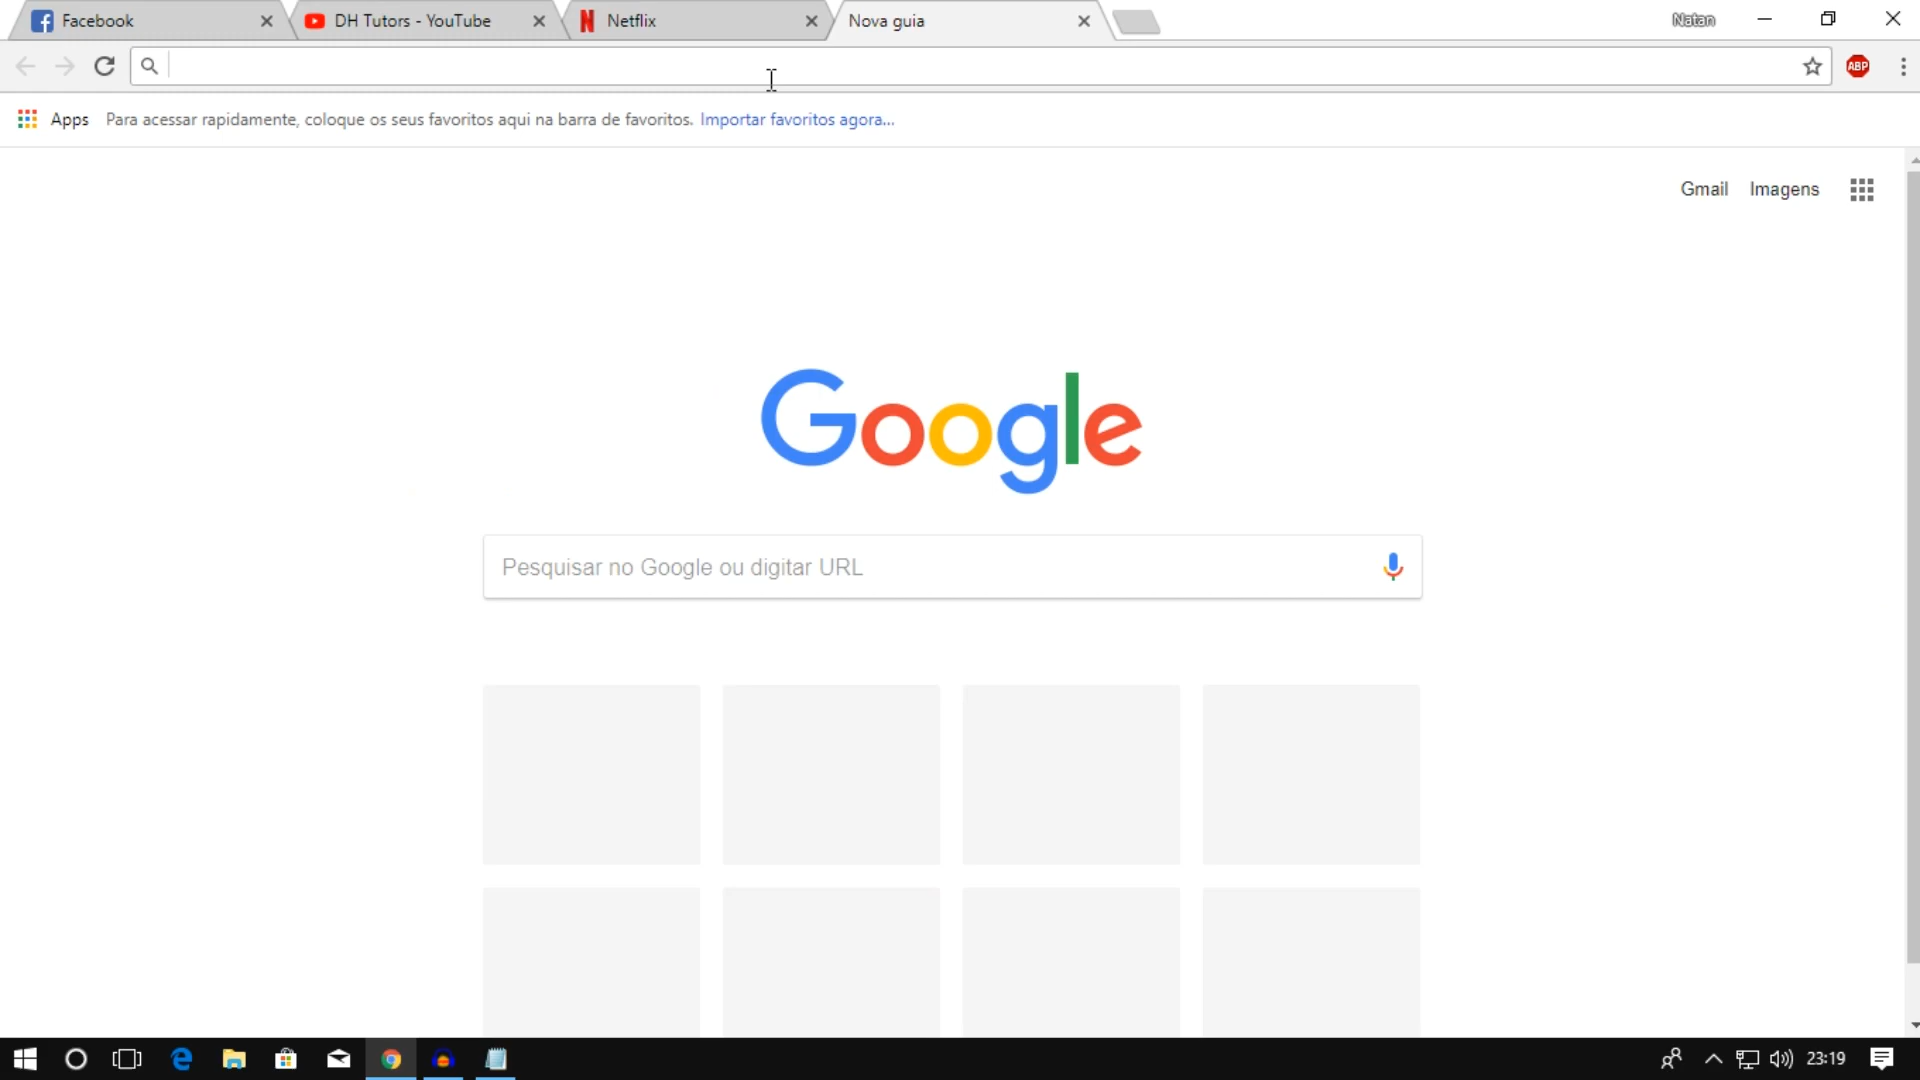 Facebook
DH Tutors - YouTube
Netflix
Nova guia
Natan
ABP
Apps
Para acessar rapidamente, coloque os seus favoritos aqui na barra de favoritos. Importar favoritos agora...
Gmail
Imagens
Google
Pesquisar no Google ou digitar URL
23:19